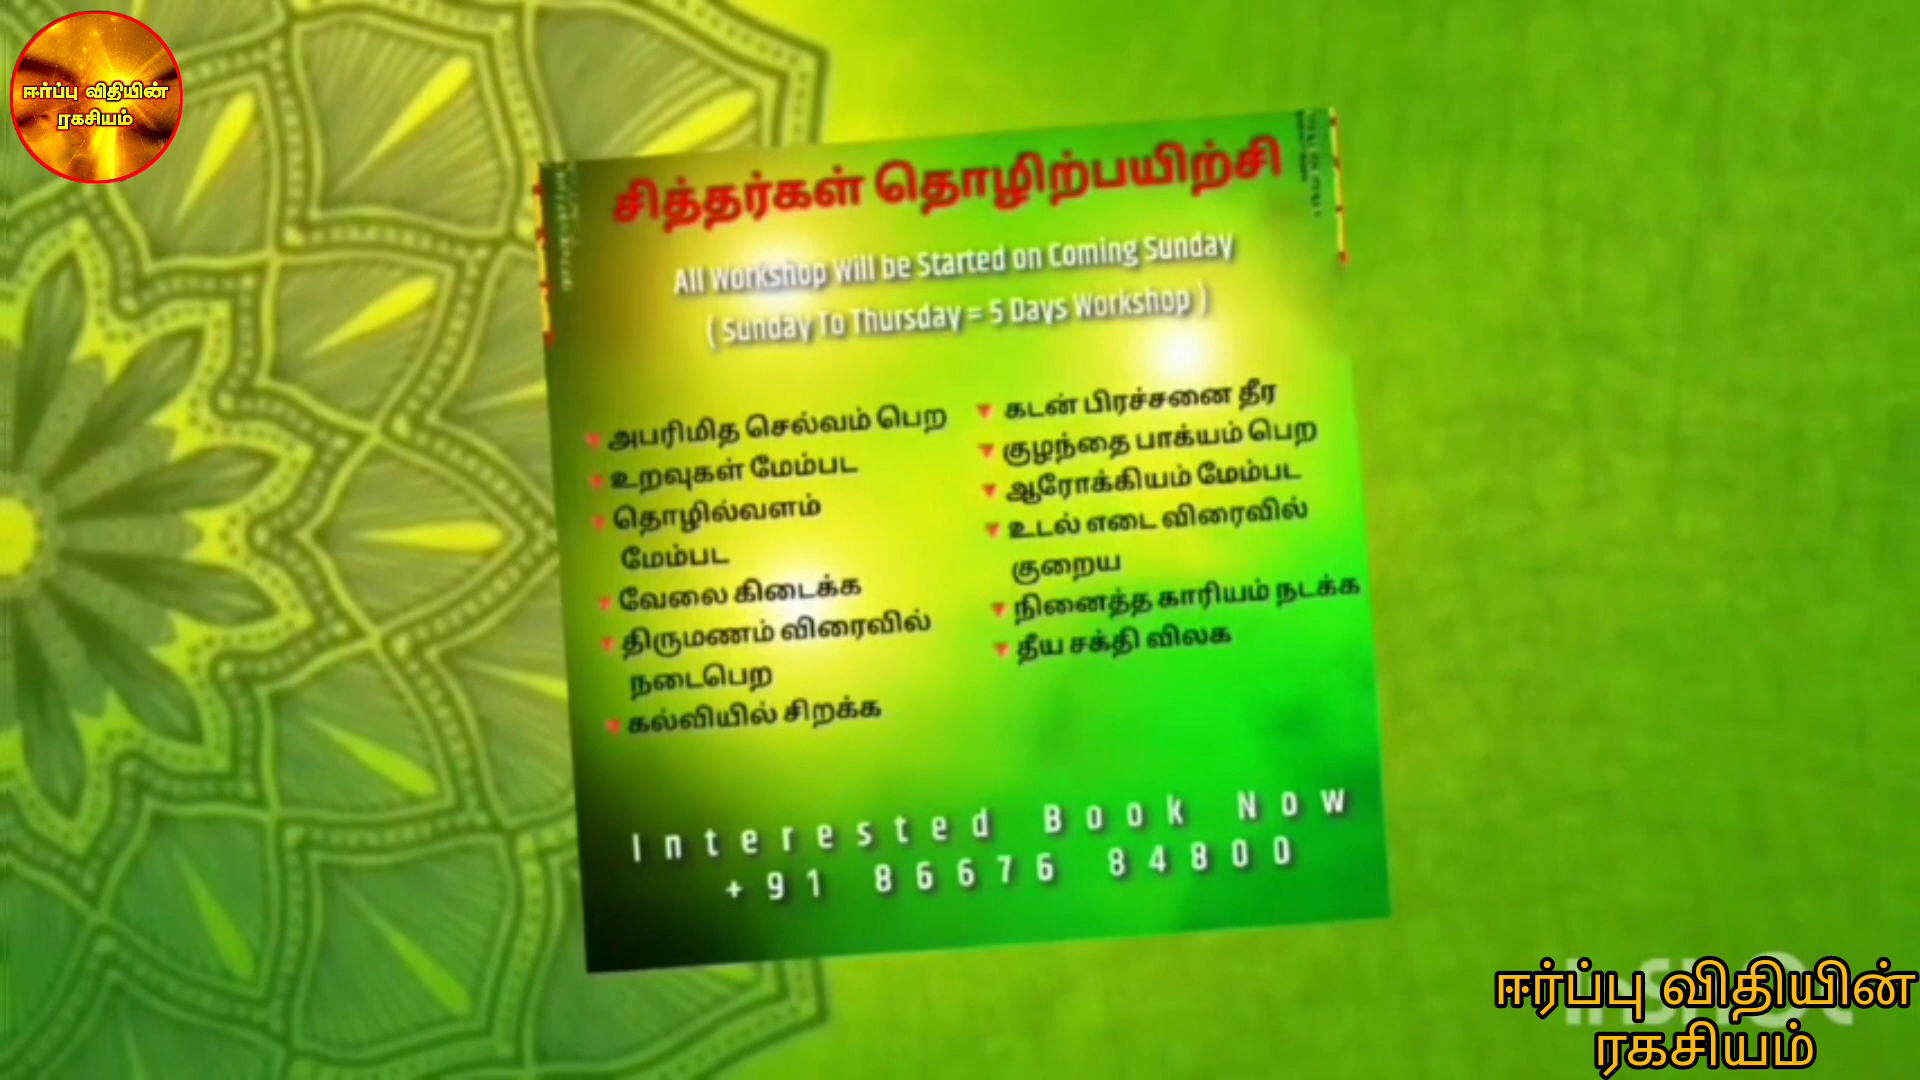 ஈர்ப்பு விதியின்
ரகசியம்
சித்தர்கள் தொழிற்பயிற்சி
All Workshop Will be Started on Coming Sunday
( Sunday To Thursday = 5 Days Workshop )
அபரிமித செல்வம் பெற
உறவுகள் மேம்பட
தொழில்வளம்
மேம்பட
வேலை கிடைக்க
திருமணம் விரைவில்
நடைபெற
கல்வியில் சிறக்க
கடன் பிரச்சனை தீர
குழந்தை பாக்யம் பெற
ஆரோக்கியம் மேம்பட
உடல் எடை விரைவில்
குறைய
நினைத்த காரியம் நடக்க
தீய சக்தி விலக
Interested Book Now
+91 86676 84800
ஈர்ப்பு விதியின்
ரகசியம்